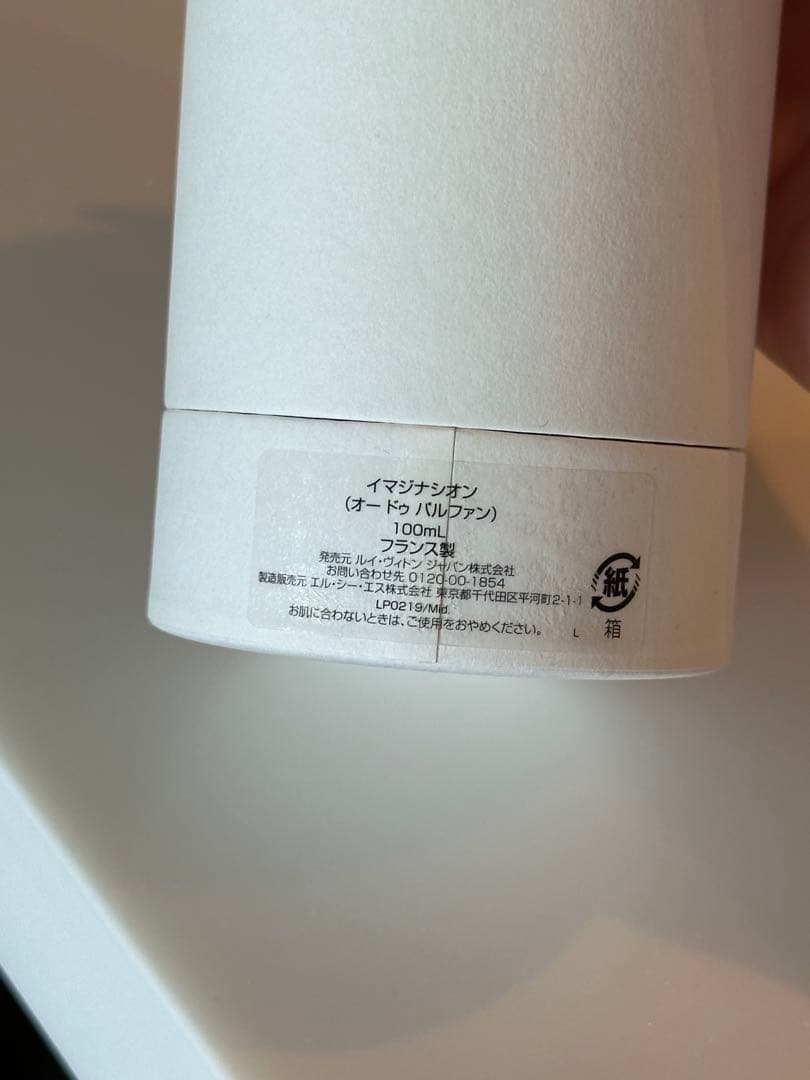 イマジナシオン
(オー ドゥ パルファン)
100mL
フランス製
発売元 ルイ・ヴィトン ジャパン株式会社
お問い合わせ先 0120-00-1854
製造販売元 エル・シー・エス株式会社 東京都千代田区平河町2-1-1
LP0219/Mid.
お肌に合わないときは、ご使用をおやめください。
L
紙
箱